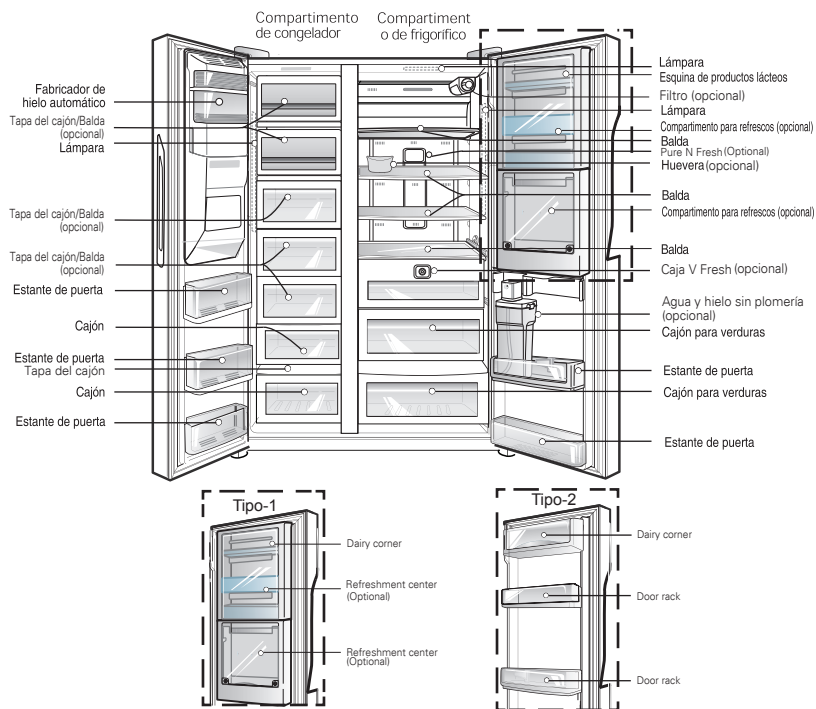 Compartimento
de congelador
Compartiment
o de frigorífico
Fabricador de
hielo automático
Tapa del cajón/Balda
(opcional)
Lámpara
Tapa del cajón/Balda
(opcional)
Tapa del cajón/Balda
(opcional)
Estante de puerta
Cajón
Estante de puerta
Tapa del cajón
Cajón
Estante de puerta
Lámpara
Esquina de productos lácteos
Filtro (opcional)
Lámpara
Compartimento para refrescos (opcional)
Balda
Pure N Fresh (Optional)
Huevera (opcional)
Balda
Compartimento para refrescos (opcional)
Balda
Caja V Fresh (opcional)
Agua y hielo sin plomería
(opcional)
Cajón para verduras
Estante de puerta
Cajón para verduras
Estante de puerta
Tipo-1
Dairy corner
Refreshment center
(Optional)
Refreshment center
(Optional)
Tipo-2
Dairy corner
Door rack
Door rack